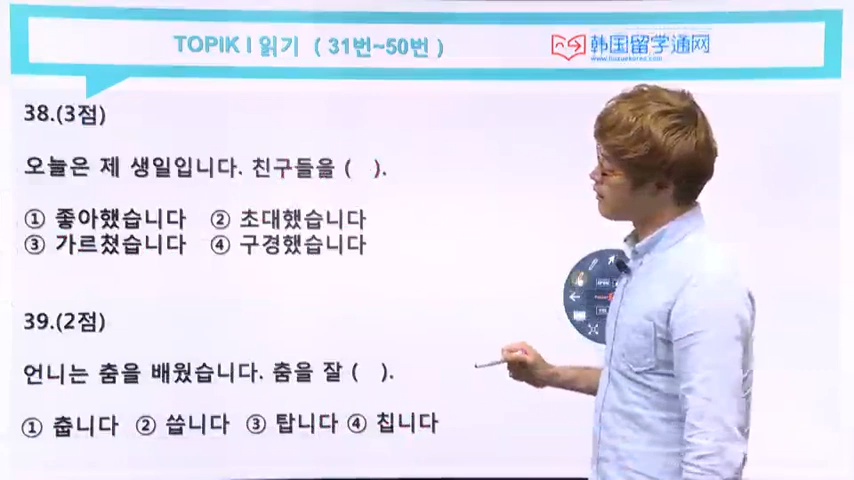 TOPIK I 읽기 ( 31번~50번 )
韩国留学通网
38.(3점)
오늘은 제 생일입니다. 친구들을 ( ).
① 좋아했습니다 ② 초대했습니다
③ 가르쳤습니다 ④ 구경했습니다
39.(2점)
언니는 춤을 배웠습니다. 춤을 잘 ( ).
① 춥니다 ② 씁니다 ③ 탑니다 ④ 칩니다